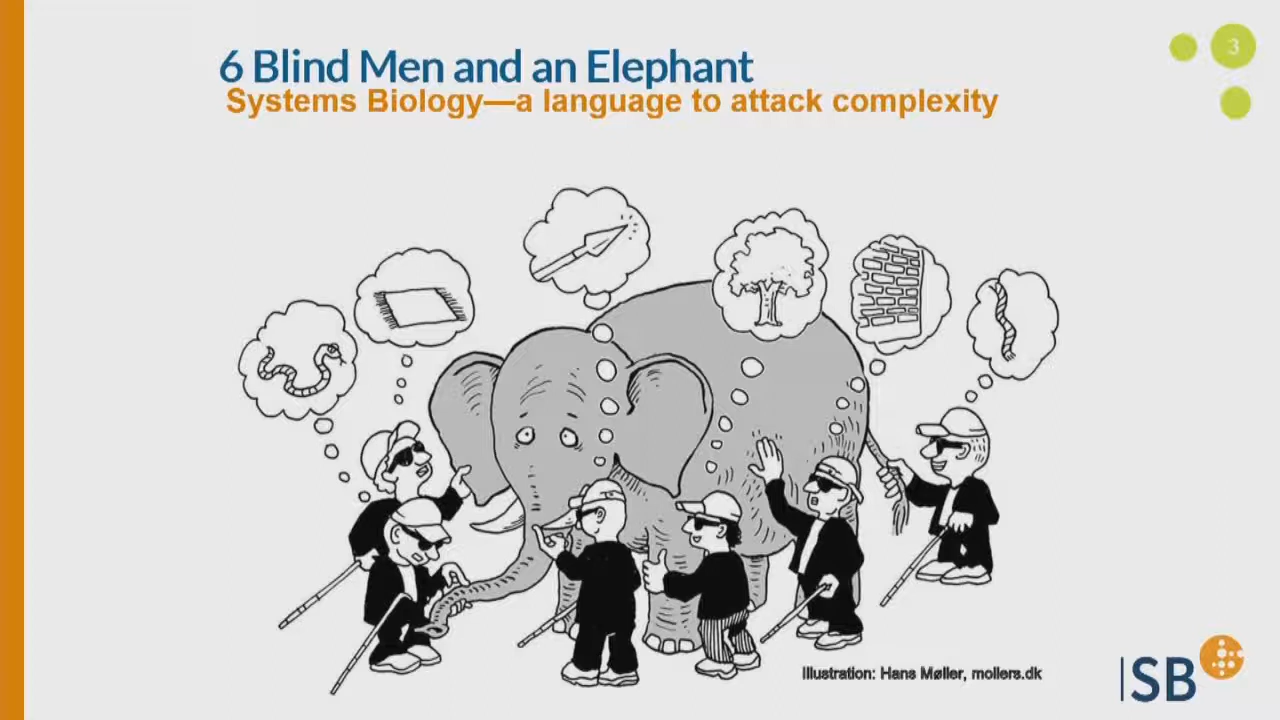 6 Blind Men and an Elephant
3
Systems Biology—a language to attack complexity
Illustration: Hans Møller, mollers.dk
ISB